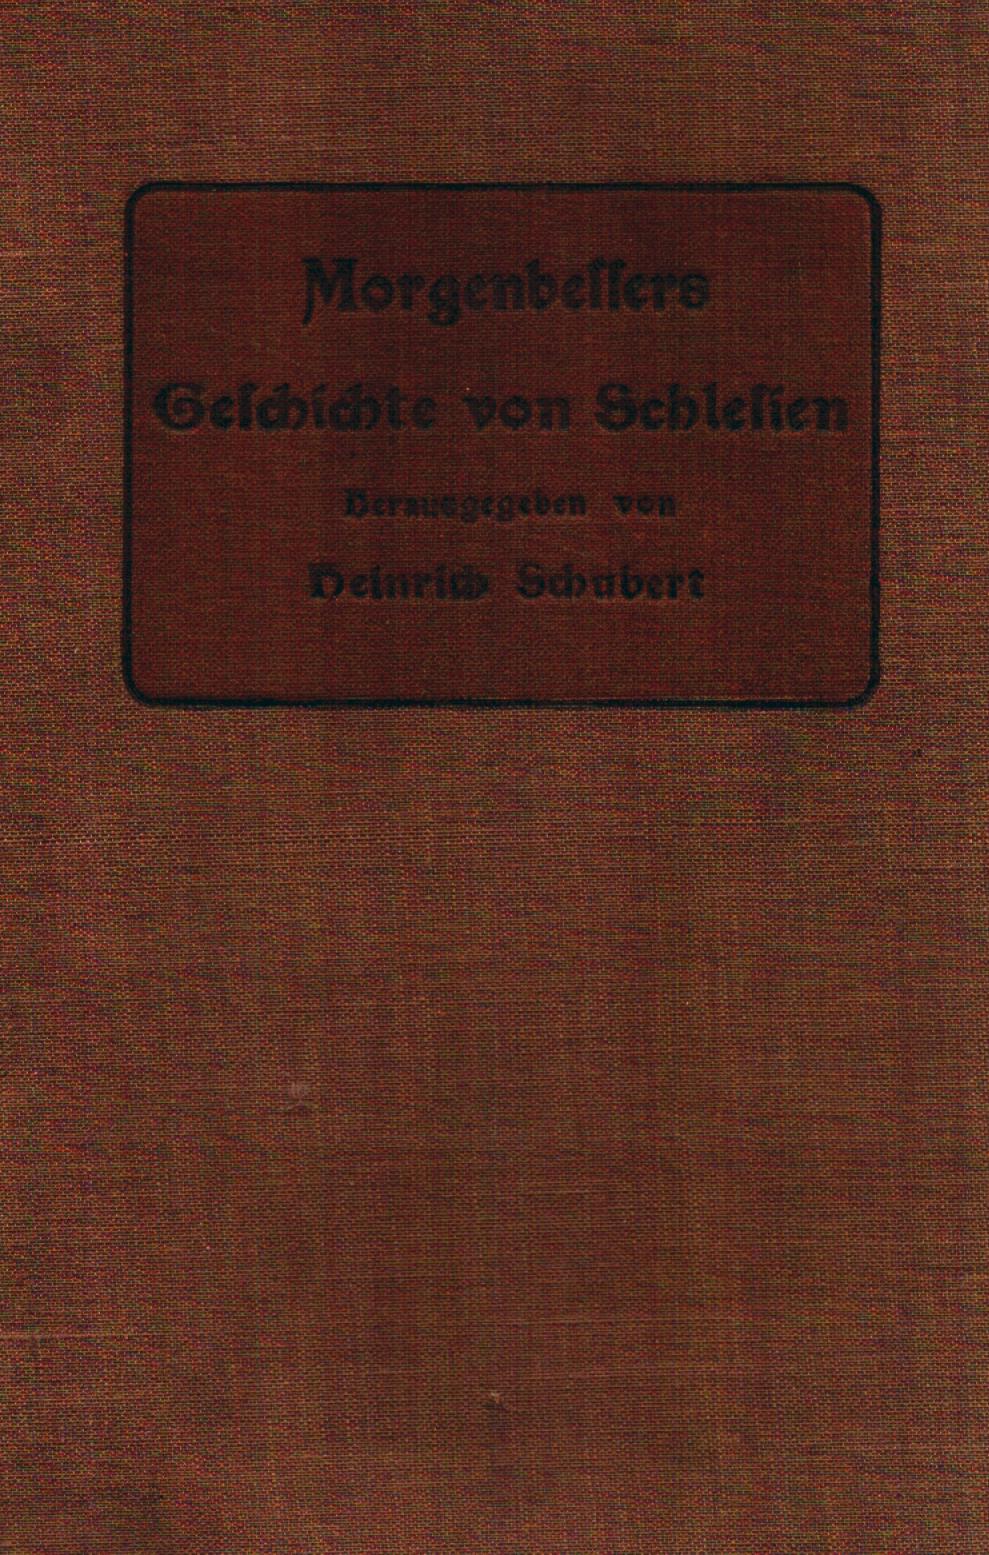 Morgenbeſſers
Geſchichte von Schleſien
Herausgegeben von
Heinrich Schubert